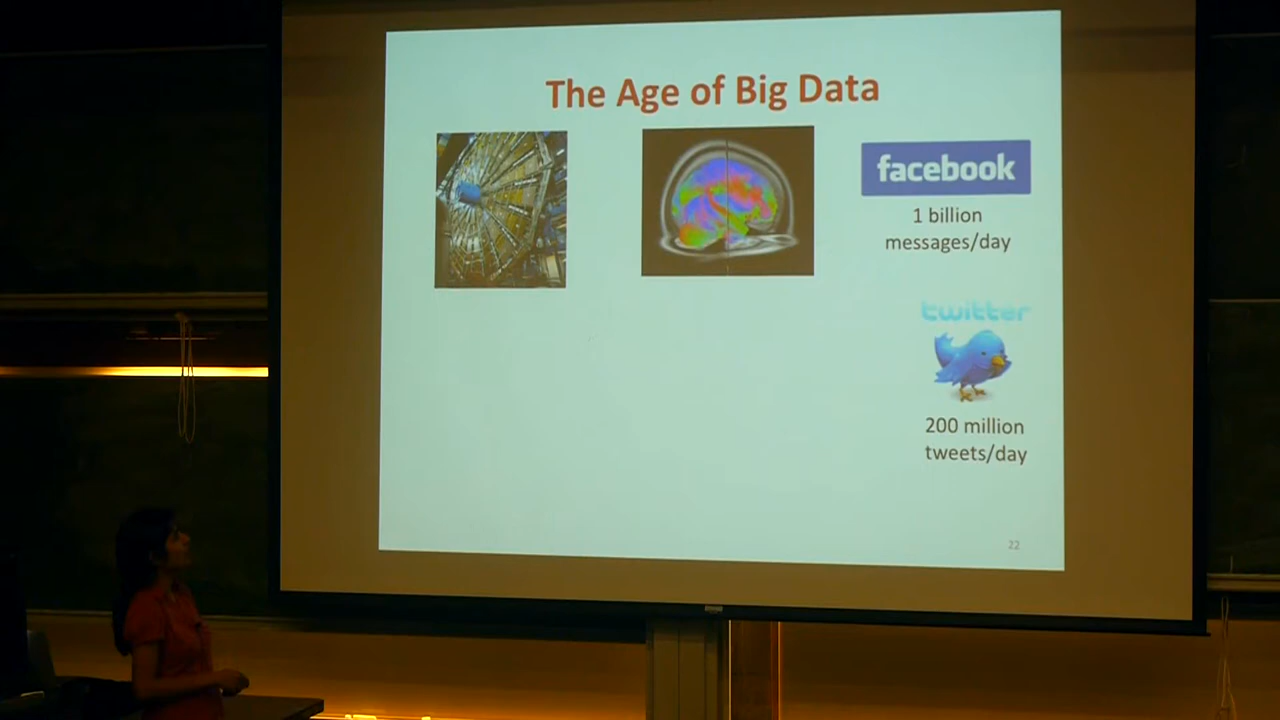 The Age of Big Data
facebook
1 billion
messages/day
twitter
200 million
tweets/day
22